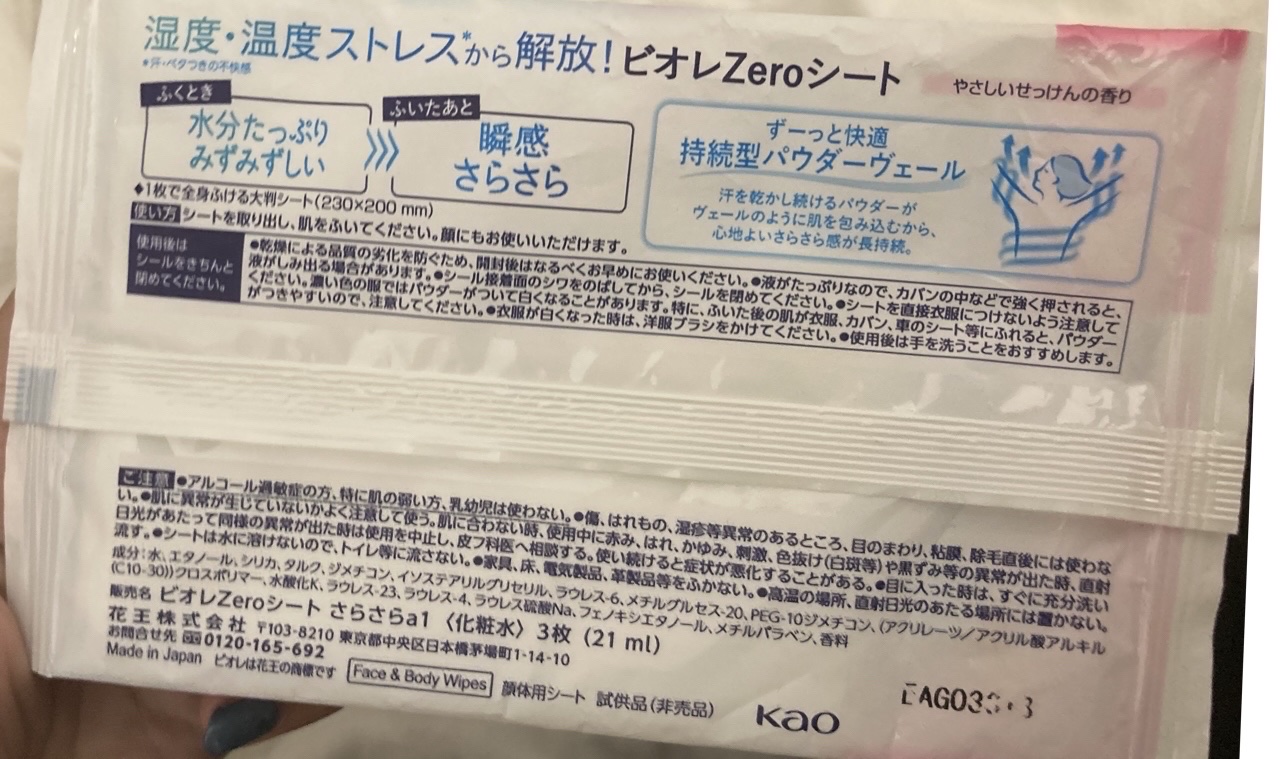 湿度・温度ストレス*から解放!ビオレZeroシート
*汗・ベタつきの不快感
やさしいせっけんの香り
ふくとき
水分たっぷり
みずみずしい
ふいたあと
瞬感
さらさら
ずーっと快適
持続型パウダーヴェール
汗を乾かし続けるパウダーが
ヴェールのように肌を包み込むから、
心地よいさらさら感が長持続。
◆1枚で全身ふける大判シート(230×200 mm)
使い方 シートを取り出し、肌をふいてください。顔にもお使いいただけます。
使用後は
シールをきちんと
閉めてください。
●乾燥による品質の劣化を防ぐため、開封後はなるべくお早めにお使いください。●液がたっぷりなので、カバンの中などで強く押されると、
液がしみ出る場合があります。●シール接着面のシワをのばしてから、シールを閉めてください。●シートを直接衣服につけないよう注意して
ください。濃い色の服ではパウダーがついて白くなることがあります。特に、ふいた後の肌が衣服、カバン、車のシート等にふれると、パウダー
がつきやすいので、注意してください。●衣服が白くなった時は、洋服ブラシをかけてください。●使用後は手を洗うことをおすすめします。
ご注意 ●アルコール過敏症の方、特に肌の弱い方、乳幼児は使わない。●傷、はれもの、湿疹等異常のあるところ、目のまわり、粘膜、除毛直後には使わな
い。●肌に異常が生じていないかよく注意して使う。肌に合わない時、使用中に赤み、はれ、かゆみ、刺激、色抜け(白斑等)や黒ずみ等の異常が出た時、直射
日光があたって同様の異常が出た時は使用を中止し、皮フ科医へ相談する。使い続けると症状が悪化することがある。●目に入った時は、すぐに充分洗い
流す。●シートは水に溶けないので、トイレ等に流さない。●家具、床、電気製品、革製品等をふかない。●高温の場所、直射日光のあたる場所には置かない。
成分:水、エタノール、シリカ、タルク、ジメチコン、イソステアリルグリセリル、ラウレス-6、メチルグルセス-20、PEG-10ジメチコン、(アクリレーツ/アクリル酸アルキル
(C10-30))クロスポリマー、水酸化K、ラウレス-23、ラウレス-4、ラウレス硫酸Na、フェノキシエタノール、メチルパラベン、香料
販売名 ビオレZeroシート さらさらa1 〈化粧水〉3枚(21 ml)
花王株式会社 〒103-8210 東京都中央区日本橋茅場町1-14-10
お問合せ先 0120-165-692
Made in Japan ビオレは花王の商標です Face & Body Wipes 顔体用シート 試供品(非売品)
Kao